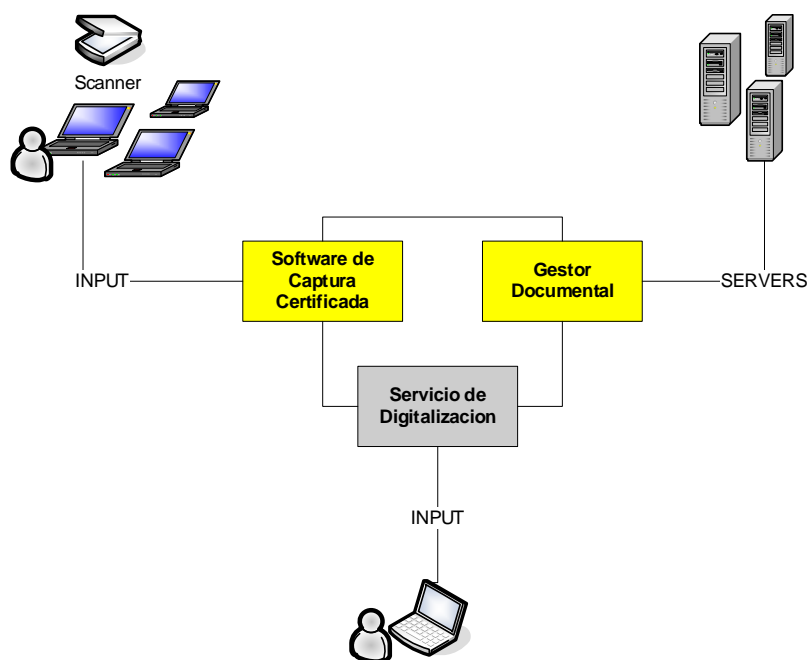 Scanner
Software de
Captura
Certificada
Gestor
Documental
INPUT
SERVERS
Servicio de
Digitalizacion
INPUT